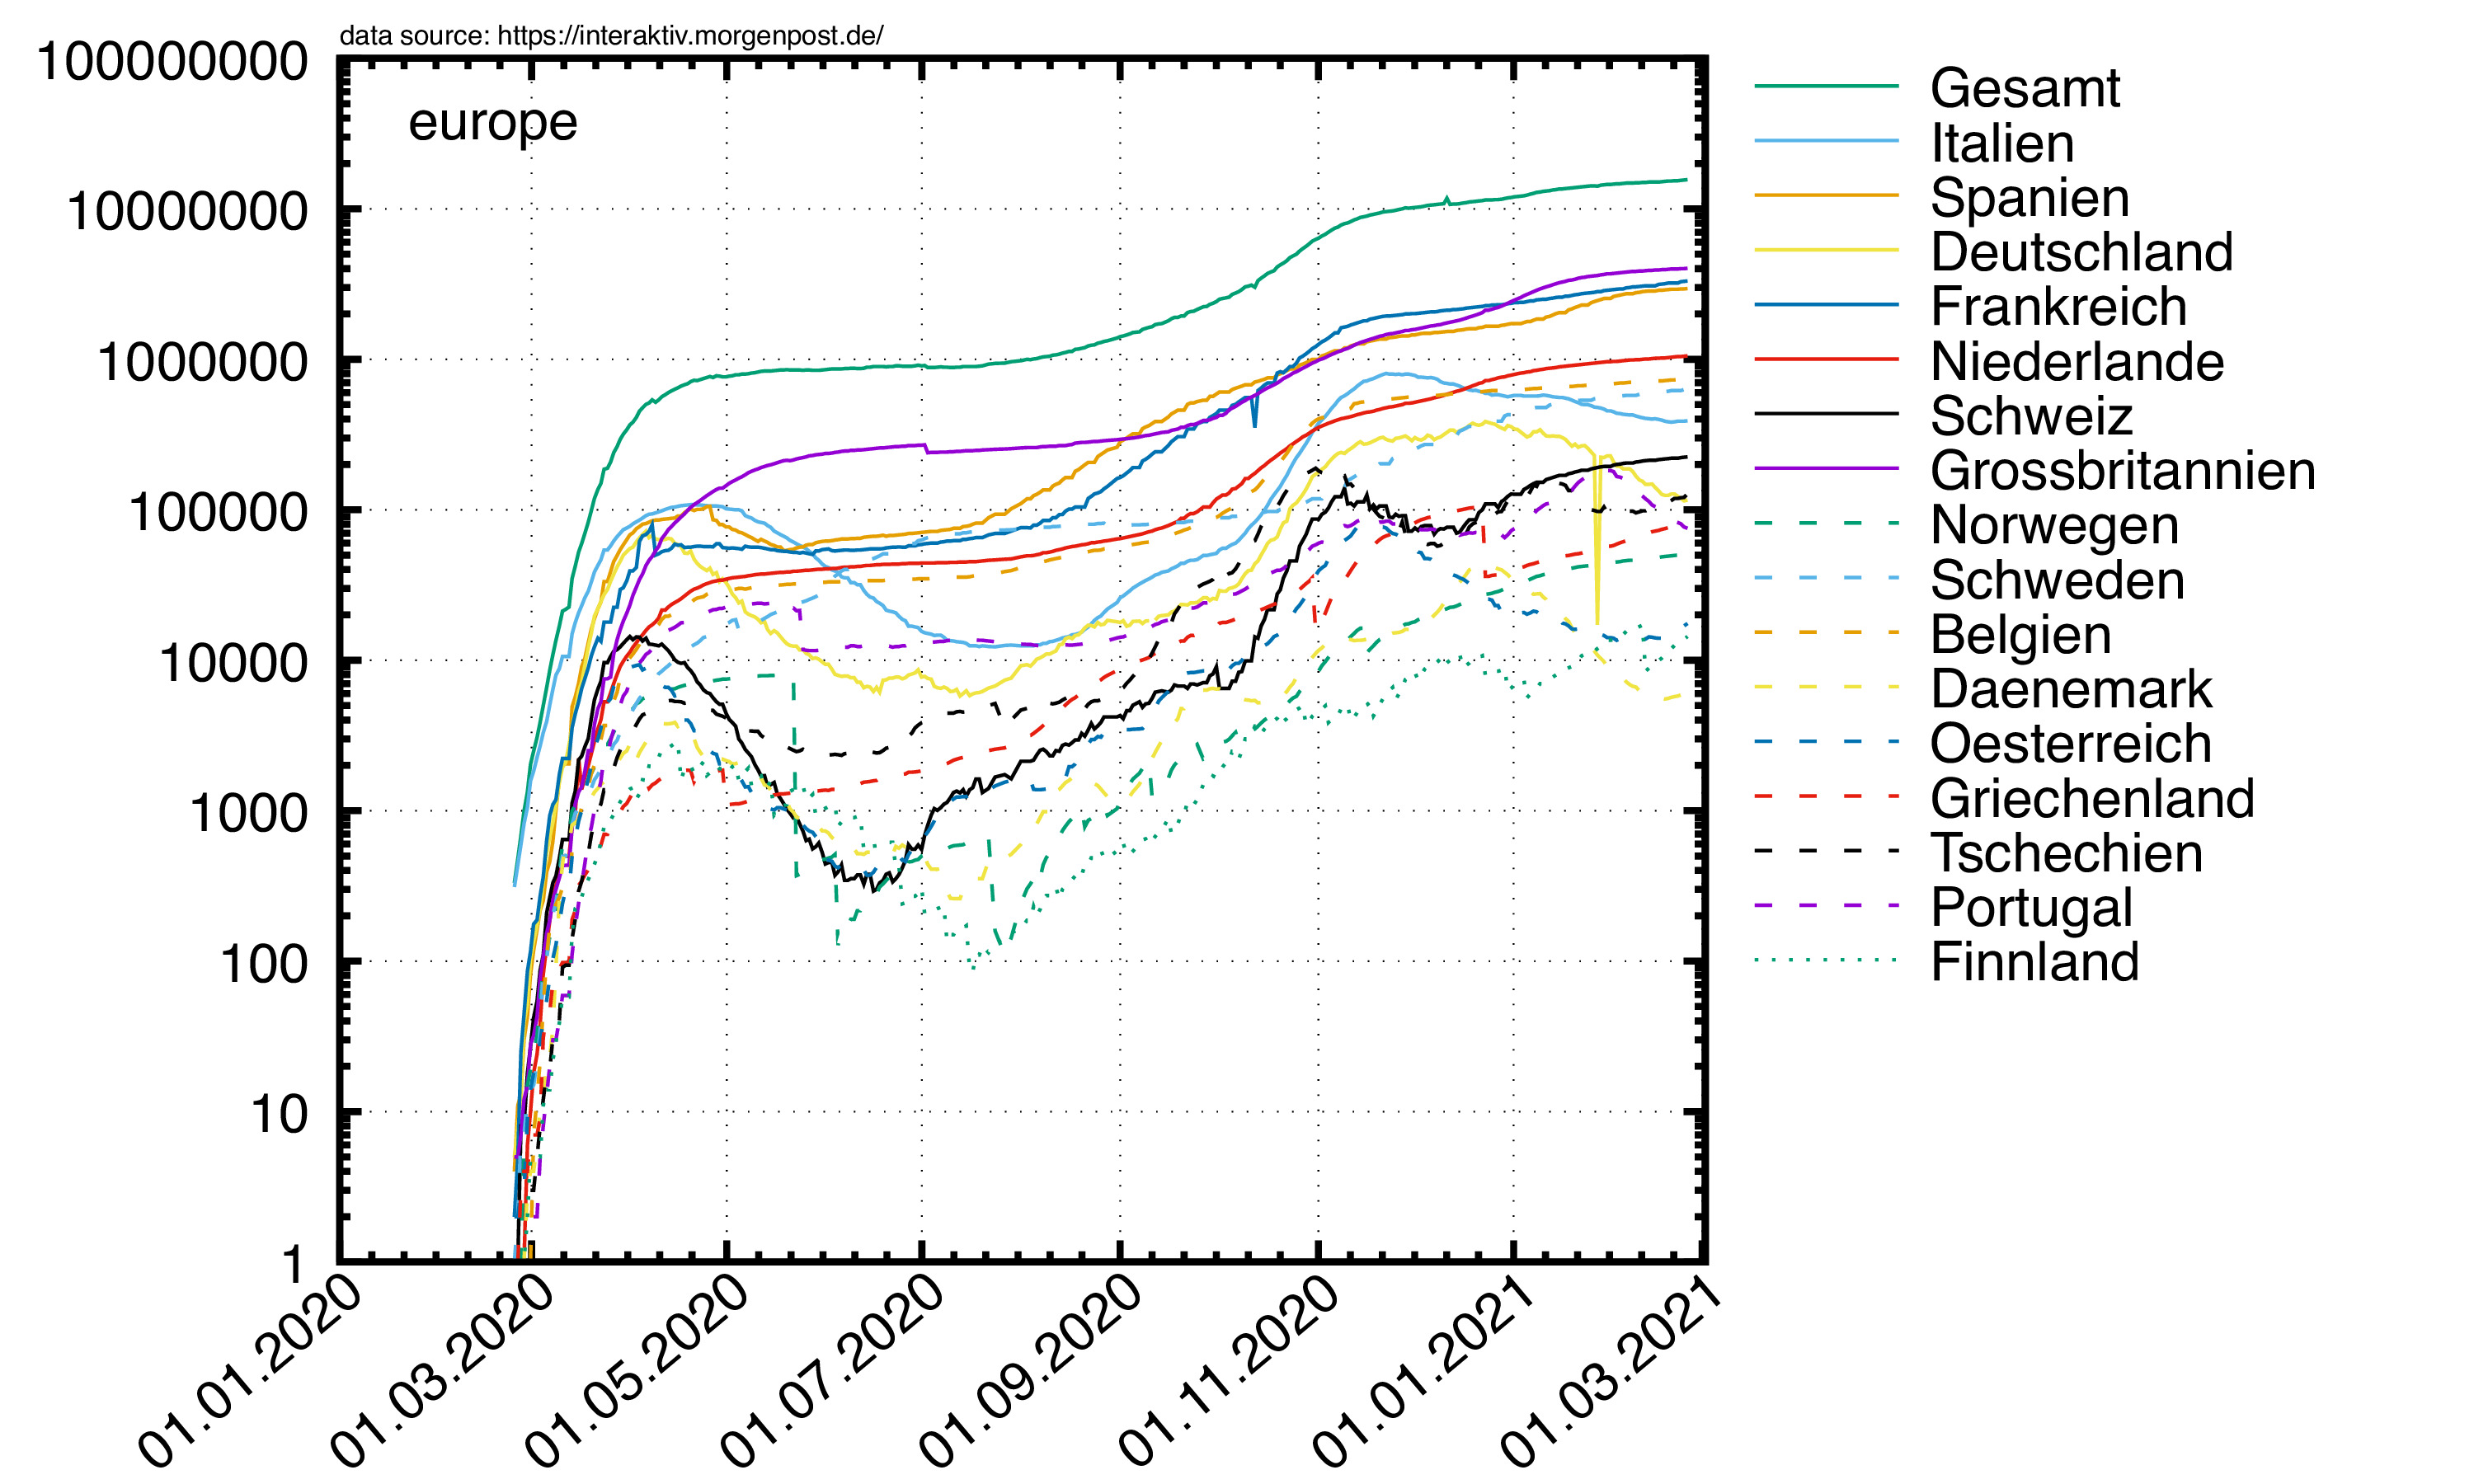 data source: https://interaktiv.morgenpost.de/
europe
100000000
10000000
1000000
100000
10000
1000
100
10
1
01.01.2020
01.03.2020
01.05.2020
01.07.2020
01.09.2020
01.11.2020
01.01.2021
01.03.2021
Gesamt
Italien
Spanien
Deutschland
Frankreich
Niederlande
Schweiz
Grossbritannien
Norwegen
Schweden
Belgien
Daenemark
Oesterreich
Griechenland
Tschechien
Portugal
Finnland